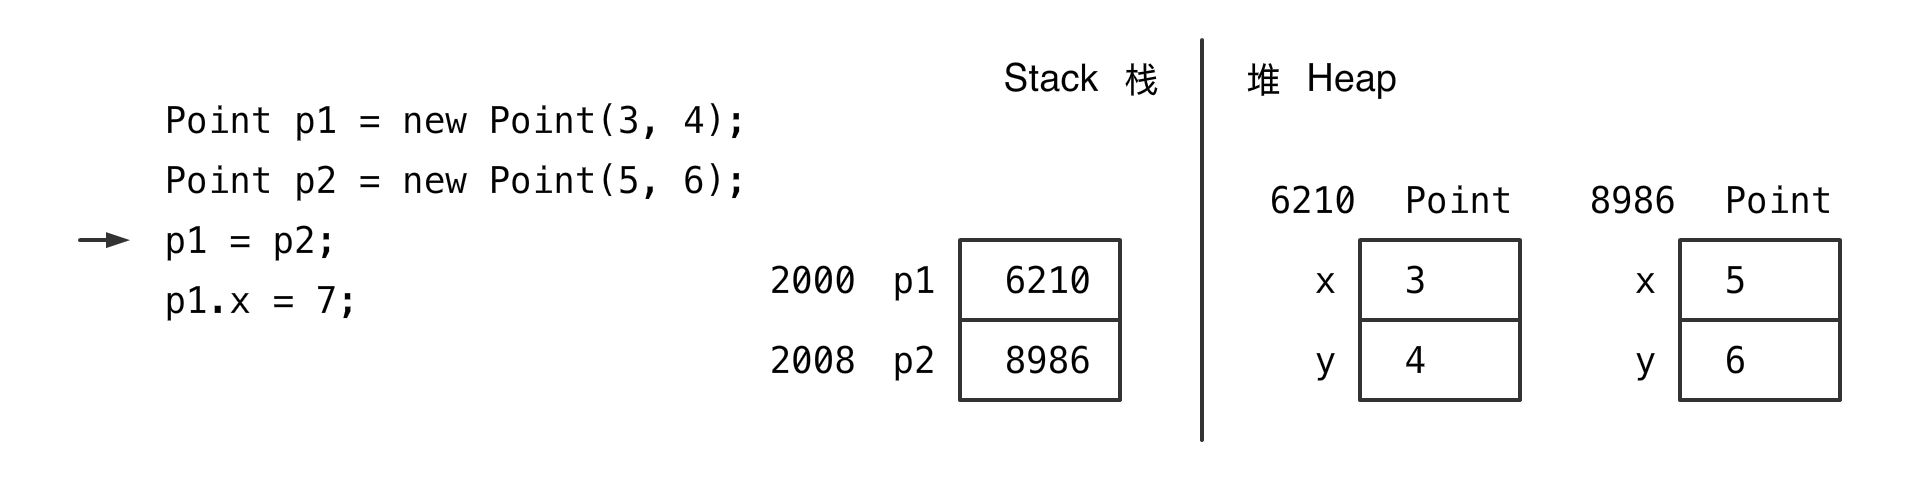 Point p1 = new Point(3, 4);
Point p2 = new Point(5, 6);
p1 = p2;
p1.x = 7;
Stack 栈
2000 p1 6210
2008 p2 8986
堆 Heap
6210 Point
x 3
y 4
8986 Point
x 5
y 6